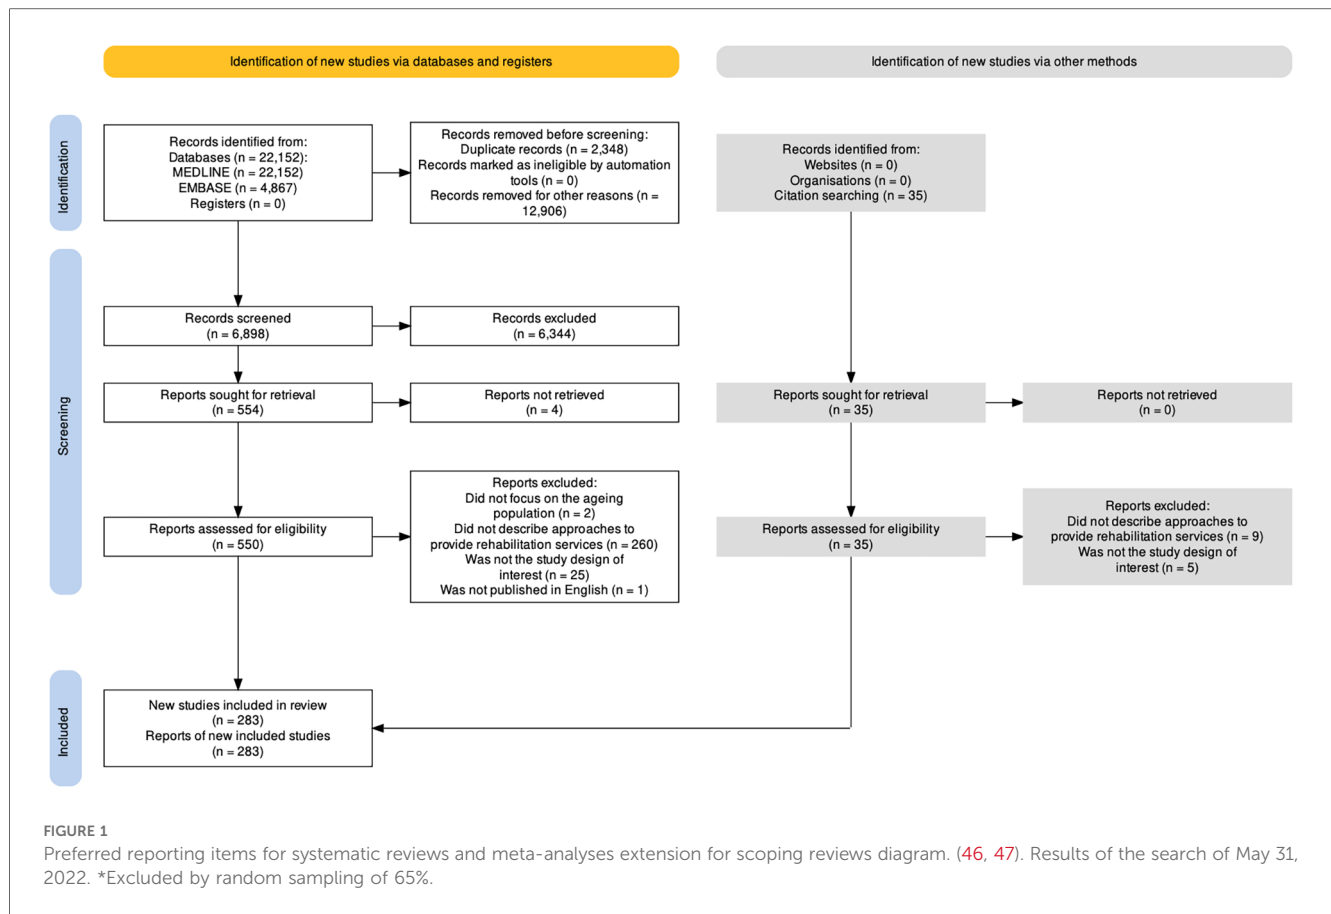 Identification of new studies via databases and registers
Identification of new studies via other methods
Identification
Records identified from:
Databases (n = 22,152):
MEDLINE (n = 22,152)
EMBASE (n = 4,867)
Registers (n = 0)
Records removed before screening:
Duplicate records (n = 2,348)
Records marked as ineligible by automation
tools (n = 0)
Records removed for other reasons (n =
12,906)
Records identified from:
Websites (n = 0)
Organisations (n = 0)
Citation searching (n = 35)
Screening
Records screened
(n = 6,898)
Records excluded
(n = 6,344)
Reports sought for retrieval
(n = 554)
Reports not retrieved
(n = 4)
Reports sought for retrieval
(n = 35)
Reports not retrieved
(n = 0)
Reports assessed for eligibility
(n = 550)
Reports excluded:
Did not focus on the ageing
population (n = 2)
Did not describe approaches to
provide rehabilitation services (n = 260)
Was not the study design of
interest (n = 25)
Was not published in English (n = 1)
Reports assessed for eligibility
(n = 35)
Reports excluded:
Did not describe approaches to
provide rehabilitation services (n = 9)
Was not the study design of
interest (n = 5)
Included
New studies included in review
(n = 283)
Reports of new included studies
(n = 283)
FIGURE 1
Preferred reporting items for systematic reviews and meta-analyses extension for scoping reviews diagram. (46, 47). Results of the search of May 31,
2022. *Excluded by random sampling of 65%.